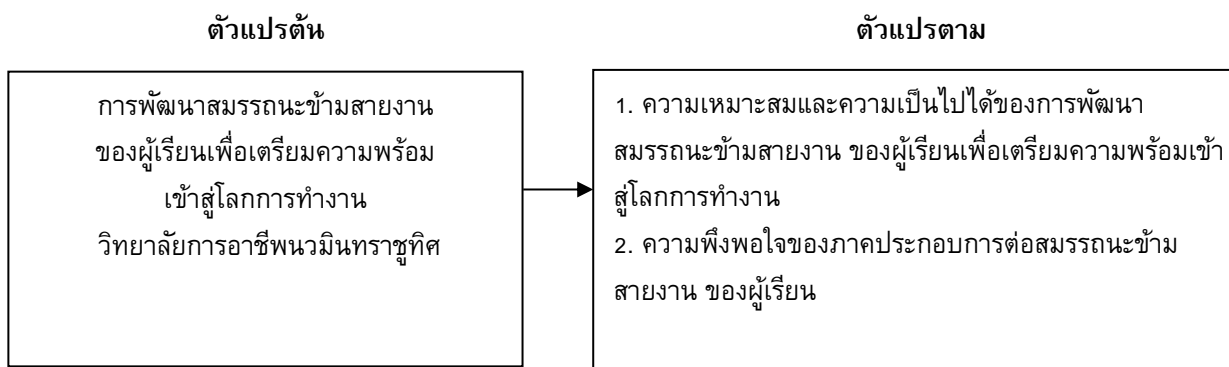 ตัวแปรต้น
ตัวแปรตาม
การพัฒนาสมรรถนะข้ามสายงาน
ของผู้เรียนเพื่อเตรียมความพร้อม
เข้าสู่โลกการทำงาน
วิทยาลัยการอาชีพนวมินทราชูทิศ
1. ความเหมาะสมและความเป็นไปได้ของการพัฒนา
สมรรถนะข้ามสายงาน ของผู้เรียนเพื่อเตรียมความพร้อมเข้า
สู่โลกการทำงาน
2. ความพึงพอใจของภาคประกอบการต่อสมรรถนะข้าม
สายงาน ของผู้เรียน